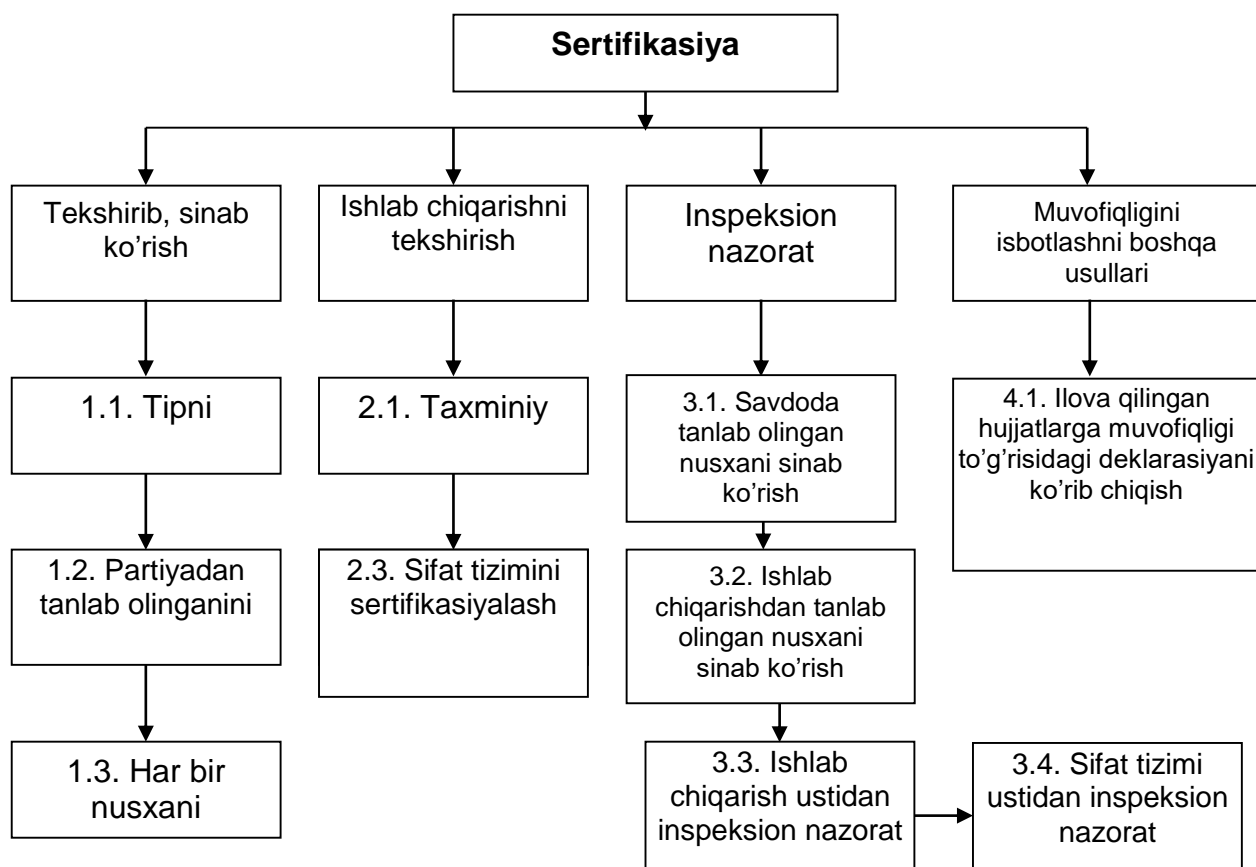 Sertifikasiya
Tekshirib, sinab
ko’rish
Ishlab chiqarishni
tekshirish
Inspeksion
nazorat
Muvofiqligini
isbotlashni boshqa
usullari
1.1. Tipni
2.1. Taxminiy
3.1. Savdoda
tanlab olingan
nusxani sinab
ko’rish
4.1. Ilova qilingan
hujjatlarga muvofiqligi
to’g’risidagi deklarasiyani
ko’rib chiqish
1.2. Partiyadan
tanlab olinganini
2.3. Sifat tizimini
sertifikasiyalash
3.2. Ishlab
chiqarishdan tanlab
olingan nusxani
sinab ko’rish
1.3. Har bir
nusxani
3.3. Ishlab
chiqarish ustidan
inspeksion nazorat
3.4. Sifat tizimi
ustidan inspeksion
nazorat